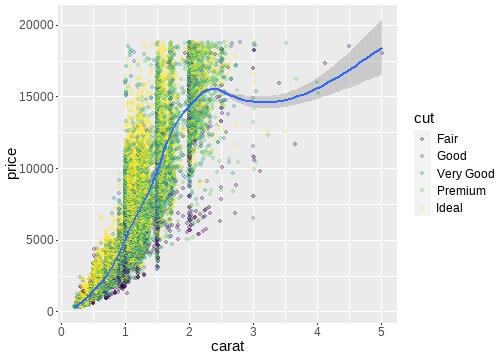 20000
15000
10000
5000
0
price
0 1 2 3 4 5
carat
cut
Fair
Good
Very Good
Premium
Ideal